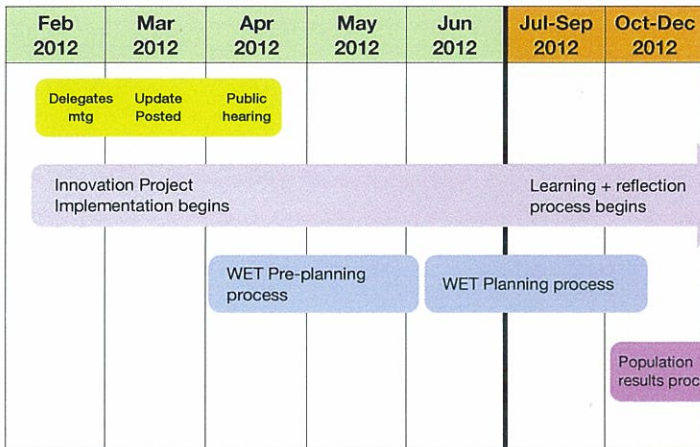 Feb
2012
Mar
2012
Apr
2012
May
2012
Jun
2012
Jul-Sep
2012
Oct-Dec
2012
Delegates
mtg
Update
Posted
Public
hearing
Innovation Project
Implementation begins
Learning + reflection
process begins
WET Pre-planning
process
WET Planning process
Population
results